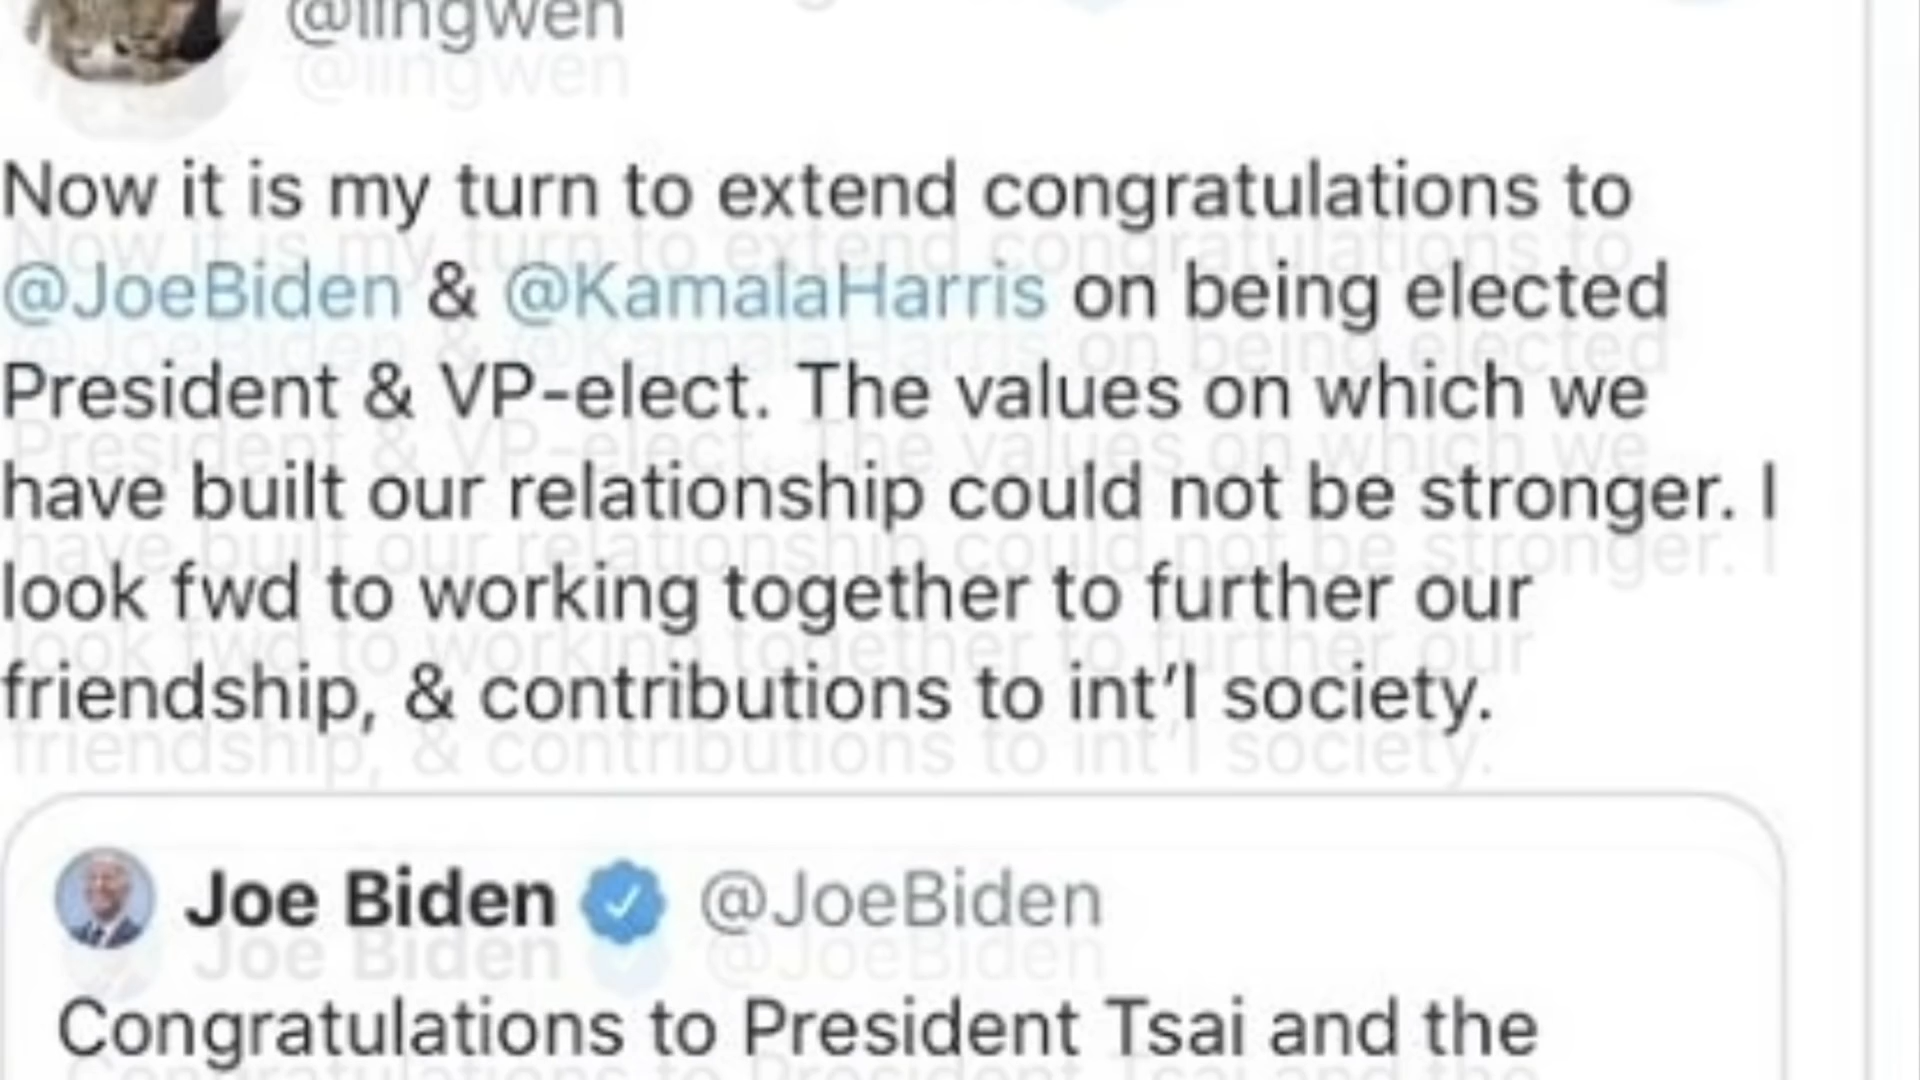 @iingwen
Now it is my turn to extend congratulations to
@JoeBiden & @KamalaHarris on being elected
President & VP-elect. The values on which we
have built our relationship could not be stronger. I
look fwd to working together to further our
friendship, & contributions to int’l society.
Joe Biden @JoeBiden
Congratulations to President Tsai and the